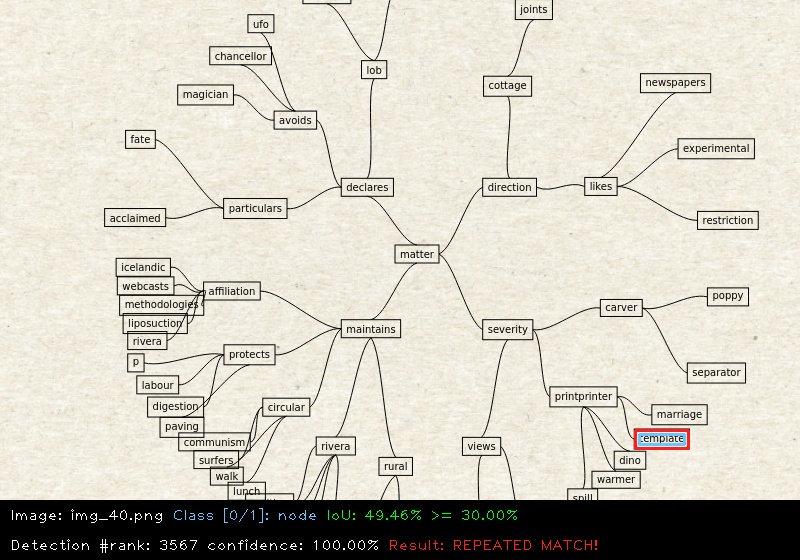 joints
ufo
chancellor
lob
cottage
newspapers
magician
avoids
fate
experimental
declares
direction
likes
particulars
acclaimed
restriction
matter
icelandic
webcasts
affiliation
methodologies
poppy
carver
liposuction
maintains
severity
rivera
protects
p
separator
labour
printprinter
digestion
circular
marriage
paving
template
communism
rivera
views
surfers
dino
rural
walk
warmer
lunch
spill
Image: img_40.png Class [0/1]: node IoU: 49.46% >= 30.00%
Detection #rank: 3567 confidence: 100.00% Result: REPEATED MATCH!